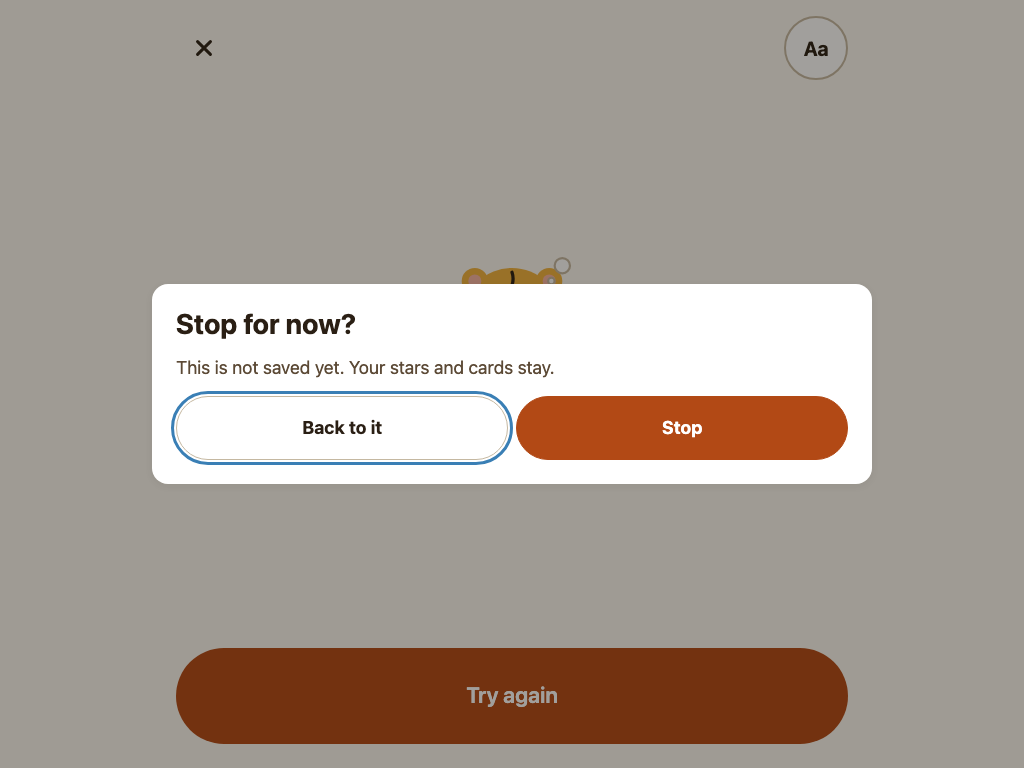 Aa
Stop for now?
This is not saved yet. Your stars and cards stay.
Back to it
Stop
Try again